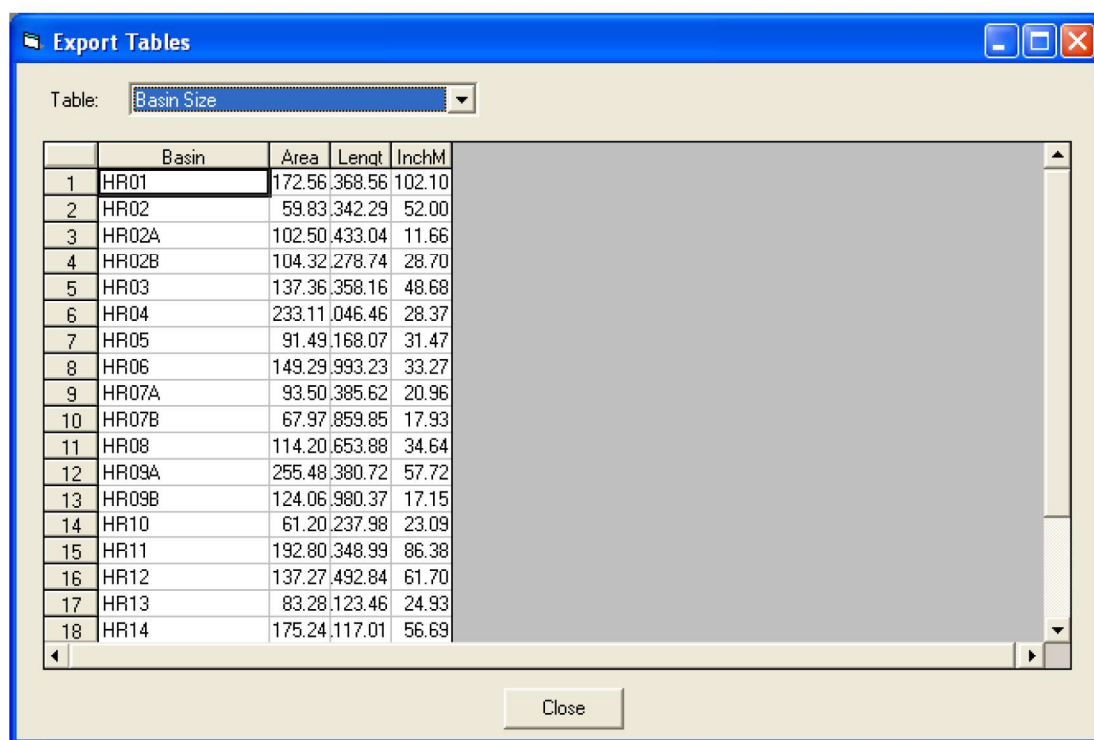 Export Tables
Table: Basin Size
Basin Area Lengt InchM
1 HR01 172.56 .368.56 102.10
2 HR02 59.83 .342.29 52.00
3 HR02A 102.50 .433.04 11.66
4 HR02B 104.32 .278.74 28.70
5 HR03 137.36 .358.16 48.68
6 HR04 233.11 .046.46 28.37
7 HR05 91.49 .168.07 31.47
8 HR06 149.29 .993.23 33.27
9 HR07A 93.50 .385.62 20.96
10 HR07B 67.97 .859.85 17.93
11 HR08 114.20 .653.88 34.64
12 HR09A 255.48 .380.72 57.72
13 HR09B 124.06 .980.37 17.15
14 HR10 61.20 .237.98 23.09
15 HR11 192.80 .348.99 86.38
16 HR12 137.27 .492.84 61.70
17 HR13 83.28 .123.46 24.93
18 HR14 175.24 .117.01 56.69
Close